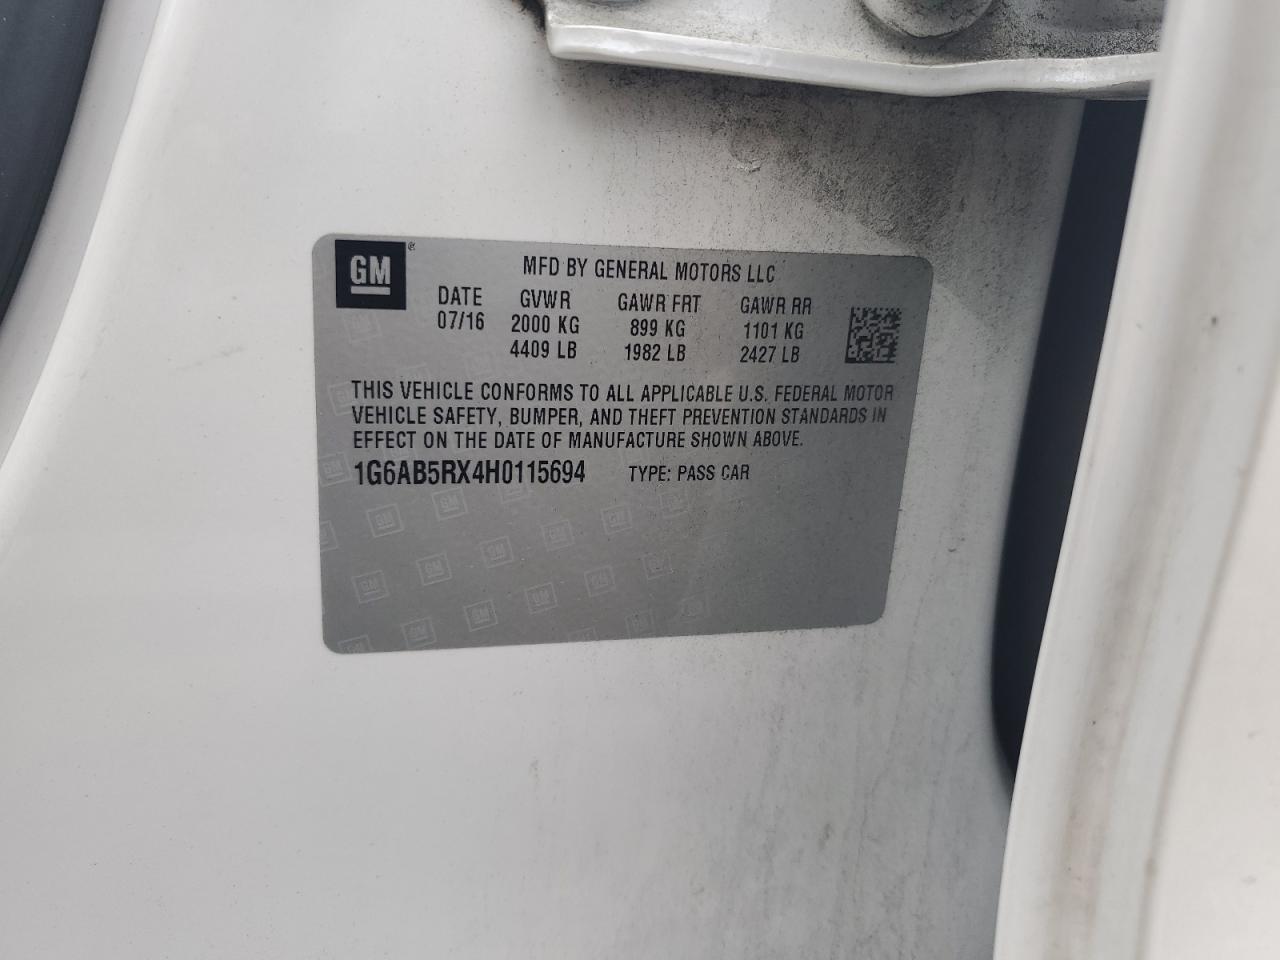 GM ®
MFD BY GENERAL MOTORS LLC
DATE GVWR GAWR FRT GAWR RR
07/16 2000 KG 899 KG 1101 KG
4409 LB 1982 LB 2427 LB
THIS VEHICLE CONFORMS TO ALL APPLICABLE U.S. FEDERAL MOTOR
VEHICLE SAFETY, BUMPER, AND THEFT PREVENTION STANDARDS IN
EFFECT ON THE DATE OF MANUFACTURE SHOWN ABOVE.
1G6AB5RX4H0115694 TYPE: PASS CAR